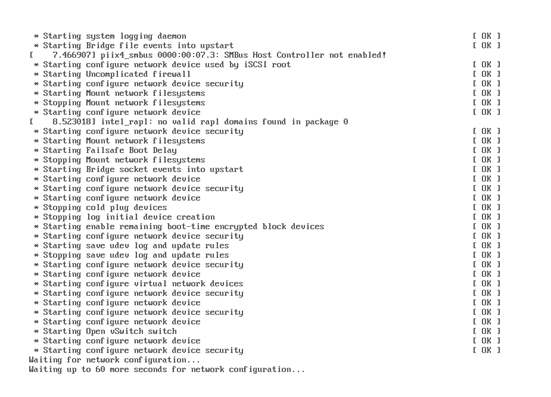 * Starting system logging daemon [ OK ]
* Starting Bridge file events into upstart [ OK ]
[ 7.466907] piix4_smbus 0000:00:07.3: SMBus Host Controller not enabled!
* Starting configure network device used by iSCSI root [ OK ]
* Starting Uncomplicated firewall [ OK ]
* Starting configure network device security [ OK ]
* Starting Mount network filesystems [ OK ]
* Stopping Mount network filesystems [ OK ]
* Starting configure network device [ OK ]
[ 8.523018] intel_rapl: no valid rapl domains found in package 0
* Starting configure network device security [ OK ]
* Starting Mount network filesystems [ OK ]
* Starting Failsafe Boot Delay [ OK ]
* Stopping Mount network filesystems [ OK ]
* Starting Bridge socket events into upstart [ OK ]
* Starting configure network device [ OK ]
* Starting configure network device security [ OK ]
* Starting configure network device [ OK ]
* Stopping cold plug devices [ OK ]
* Stopping log initial device creation [ OK ]
* Starting enable remaining boot-time encrypted block devices [ OK ]
* Starting configure network device security [ OK ]
* Starting save udev log and update rules [ OK ]
* Stopping save udev log and update rules [ OK ]
* Starting configure network device security [ OK ]
* Starting configure network device [ OK ]
* Starting configure virtual network devices [ OK ]
* Starting configure network device security [ OK ]
* Starting configure network device [ OK ]
* Starting configure network device security [ OK ]
* Starting configure network device [ OK ]
* Starting Open vSwitch switch [ OK ]
* Starting configure network device [ OK ]
* Starting configure network device security [ OK ]
Waiting for network configuration...
Waiting up to 60 more seconds for network configuration...